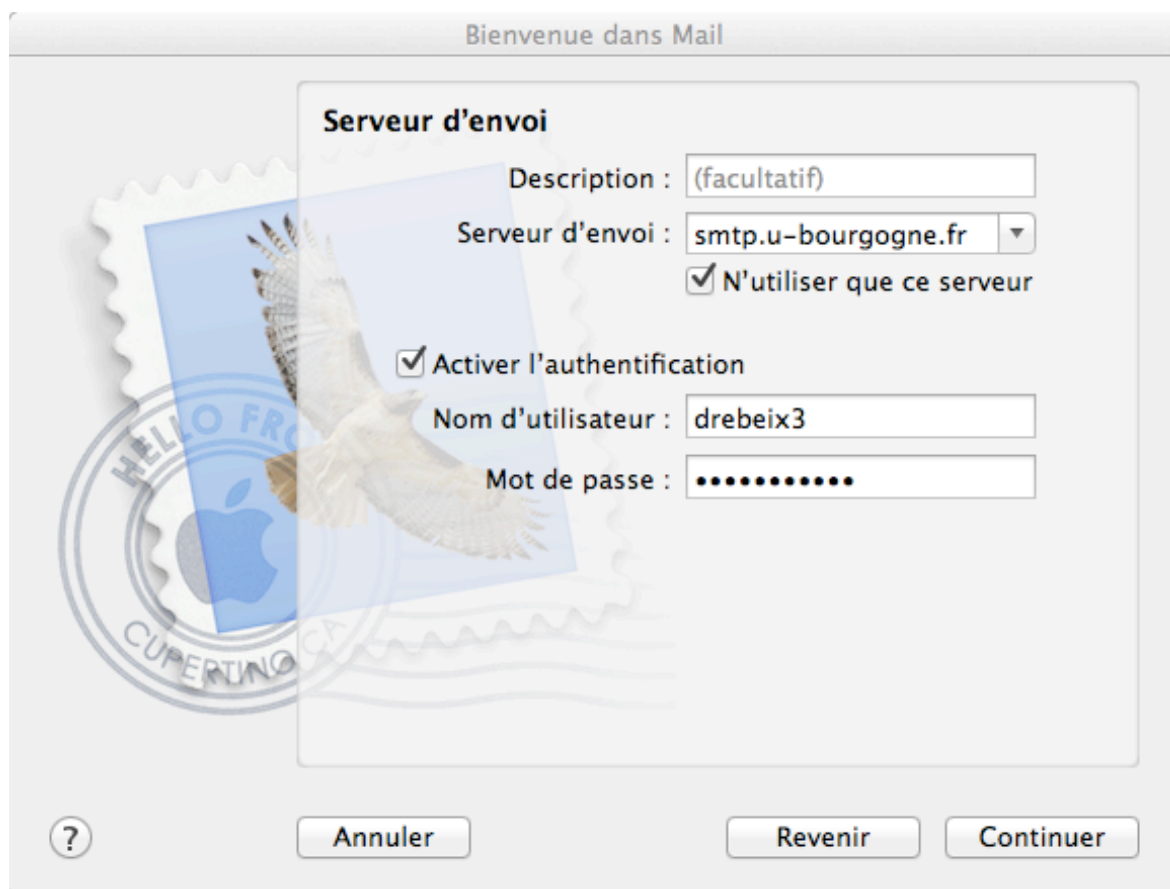 Bienvenue dans Mail
Serveur d'envoi
Description : (facultatif)
Serveur d'envoi : smtp.u-bourgogne.fr
N'utiliser que ce serveur
Activer l'authentification
Nom d'utilisateur : drebeix3
Mot de passe : •••••••••••
HELLO FRO
CUPERTINO CA
? Annuler Revenir Continuer